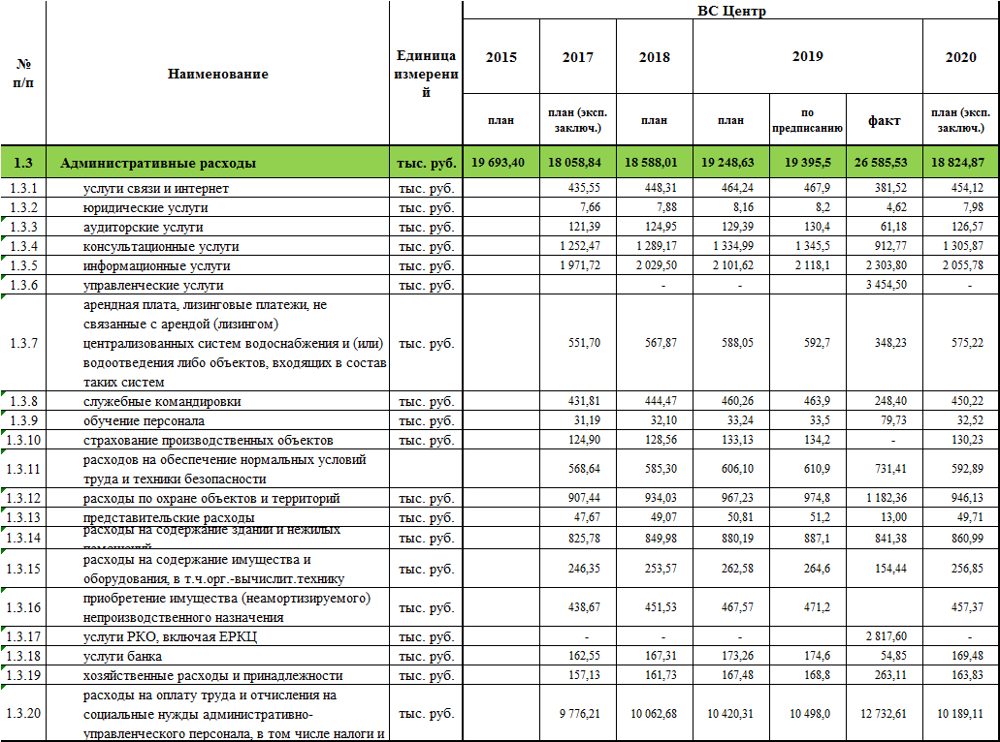 ВС Центр
№ п/п Наименование Единица измерений 2015 2017 2018 2019 2020
план план (эксп. заключ.) план план по предписанию факт план (эксп. заключ.)
1.3 Административные расходы тыс. руб. 19 693,40 18 058,84 18 588,01 19 248,63 19 395,5 26 585,53 18 824,87
1.3.1 услуги связи и интернет тыс. руб. 435,55 448,31 464,24 467,9 381,52 454,12
1.3.2 юридические услуги тыс. руб. 7,66 7,88 8,16 8,2 4,62 7,98
1.3.3 аудиторские услуги тыс. руб. 121,39 124,95 129,39 130,4 61,18 126,57
1.3.4 консультационные услуги тыс. руб. 1 252,47 1 289,17 1 334,99 1 345,5 912,77 1 305,87
1.3.5 информационные услуги тыс. руб. 1 971,72 2 029,50 2 101,62 2 118,1 2 303,80 2 055,78
1.3.6 управленческие услуги тыс. руб. - - 3 454,50 -
арендная плата, лизинговые платежи, не
связанные с арендой (лизингом)
1.3.7 централизованных систем водоснабжения и (или) тыс. руб. 551,70 567,87 588,05 592,7 348,23 575,22
водоотведения либо объектов, входящих в состав
таких систем
1.3.8 служебные командировки тыс. руб. 431,81 444,47 460,26 463,9 248,40 450,22
1.3.9 обучение персонала тыс. руб. 31,19 32,10 33,24 33,5 79,73 32,52
1.3.10 страхование производственных объектов тыс. руб. 124,90 128,56 133,13 134,2 - 130,23
1.3.11 расходов на обеспечение нормальных условий
труда и техники безопасности 568,64 585,30 606,10 610,9 731,41 592,89
1.3.12 расходы по охране объектов и территорий тыс. руб. 907,44 934,03 967,23 974,8 1 182,36 946,13
1.3.13 представительские расходы тыс. руб. 47,67 49,07 50,81 51,2 13,00 49,71
1.3.14 расходы на содержание зданий и нежилых тыс. руб. 825,78 849,98 880,19 887,1 841,38 860,99
1.3.15 расходы на содержание имущества и
оборудования, в т.ч.орг.-вычислит.технику тыс. руб. 246,35 253,57 262,58 264,6 154,44 256,85
1.3.16 приобретение имущества (неамортизируемого)
непроизводственного назначения тыс. руб. 438,67 451,53 467,57 471,2 457,37
1.3.17 услуги РКО, включая ЕРКЦ тыс. руб. - - - 2 817,60 -
1.3.18 услуги банка тыс. руб. 162,55 167,31 173,26 174,6 54,85 169,48
1.3.19 хозяйственные расходы и принадлежности тыс. руб. 157,13 161,73 167,48 168,8 263,11 163,83
расходы на оплату труда и отчисления на
1.3.20 социальные нужды административно- тыс. руб. 9 776,21 10 062,68 10 420,31 10 498,0 12 732,61 10 189,11
управленческого персонала, в том числе налоги и